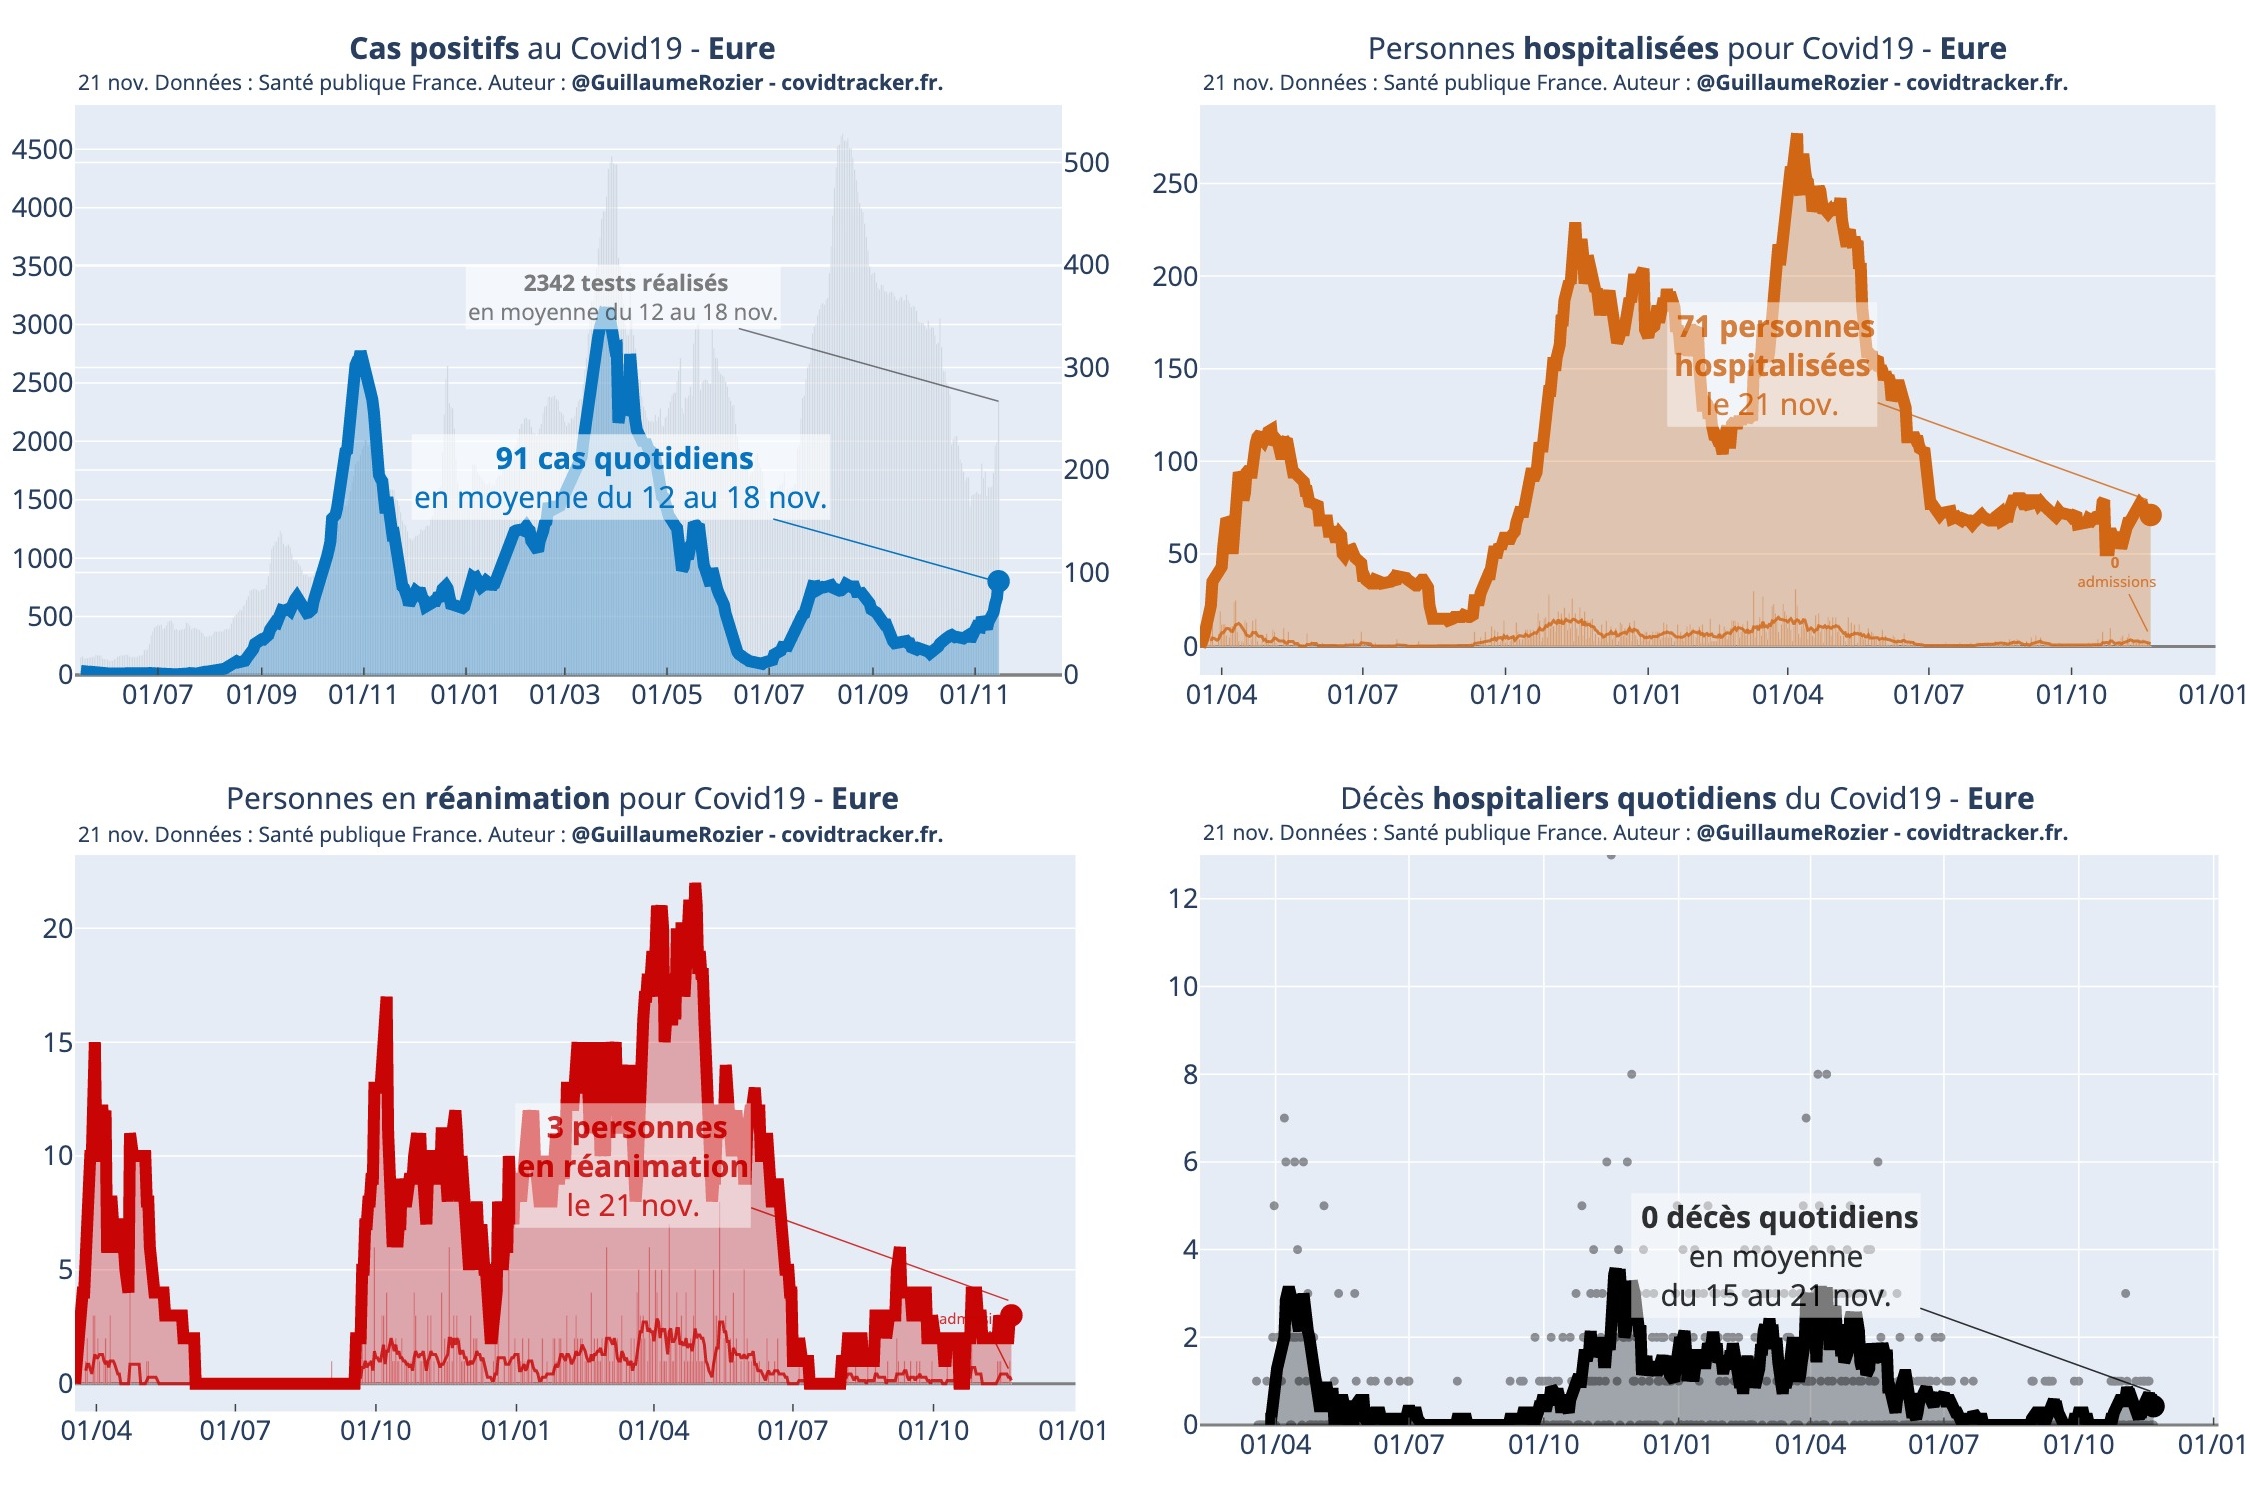 Cas positifs au Covid19 - Eure
21 nov. Données : Santé publique France. Auteur : @GuillaumeRozier - covidtracker.fr.
4500
4000
3500
3000
2500
2000
1500
1000
500
0
500
400
300
200
100
0
2342 tests réalisés
en moyenne du 12 au 18 nov.
91 cas quotidiens
en moyenne du 12 au 18 nov.
01/07 01/09 01/11 01/01 01/03 01/05 01/07 01/09 01/11
Personnes hospitalisées pour Covid19 - Eure
21 nov. Données : Santé publique France. Auteur : @GuillaumeRozier - covidtracker.fr.
250
200
150
100
50
0
71 personnes
hospitalisées
le 21 nov.
0
admissions
01/04 01/07 01/10 01/01 01/04 01/07 01/10 01/01
Personnes en réanimation pour Covid19 - Eure
21 nov. Données : Santé publique France. Auteur : @GuillaumeRozier - covidtracker.fr.
20
15
10
5
0
3 personnes
en réanimation
le 21 nov.
01/04 01/07 01/10 01/01 01/04 01/07 01/10 01/01
Décès hospitaliers quotidiens du Covid19 - Eure
21 nov. Données : Santé publique France. Auteur : @GuillaumeRozier - covidtracker.fr.
12
10
8
6
4
2
0
0 décès quotidiens
en moyenne
du 15 au 21 nov.
01/04 01/07 01/10 01/01 01/04 01/07 01/10 01/01